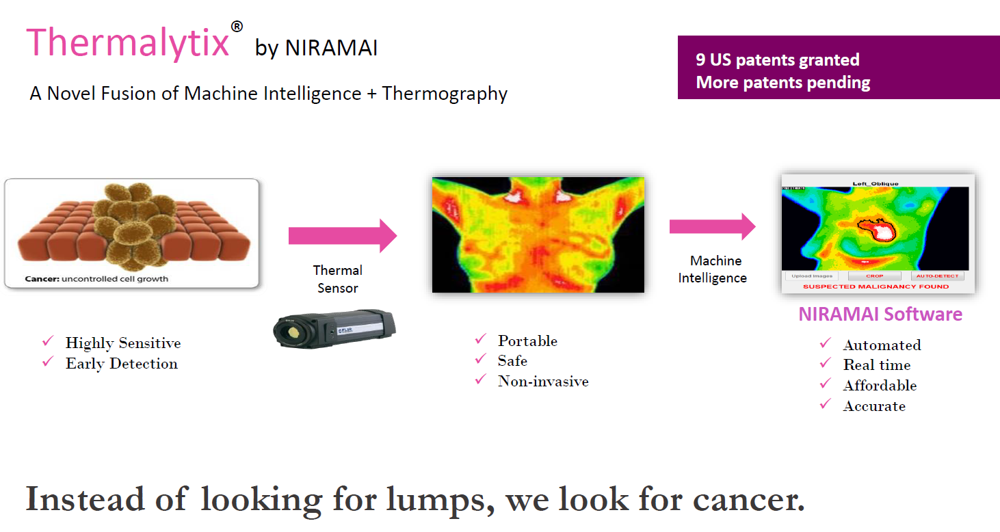 Thermalytix® by NIRAMAI
9 US patents granted
More patents pending
A Novel Fusion of Machine Intelligence + Thermography
Cancer: uncontrolled cell growth
Thermal
Sensor
FLIR
Machine
Intelligence
Left_Oblique
Upload Images CROP AUTO-DETECT
SUSPECTED MALIGNANCY FOUND
NIRAMAI Software
✓ Highly Sensitive
✓ Early Detection
✓ Portable
✓ Safe
✓ Non-invasive
✓ Automated
✓ Real time
✓ Affordable
✓ Accurate
Instead of looking for lumps, we look for cancer.